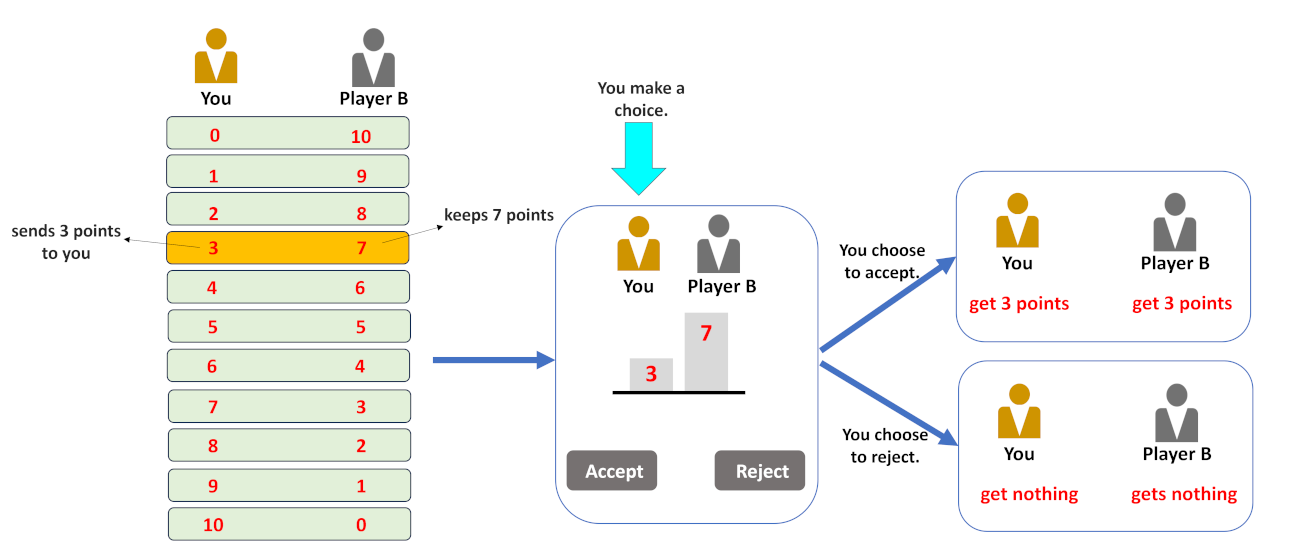 You Player B
0 10
1 9
2 8
3 7
4 6
5 5
6 4
7 3
8 2
9 1
10 0
sends 3 points
to you
keeps 7 points
You make a
choice.
You Player B
3 7
Accept Reject
You choose
to accept.
You Player B
get 3 points get 3 points
You choose
to reject.
You Player B
get nothing gets nothing